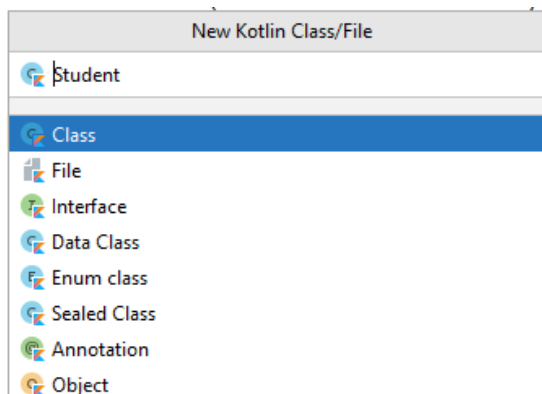 New Kotlin Class/File
Student
Class
File
Interface
Data Class
Enum class
Sealed Class
Annotation
Object